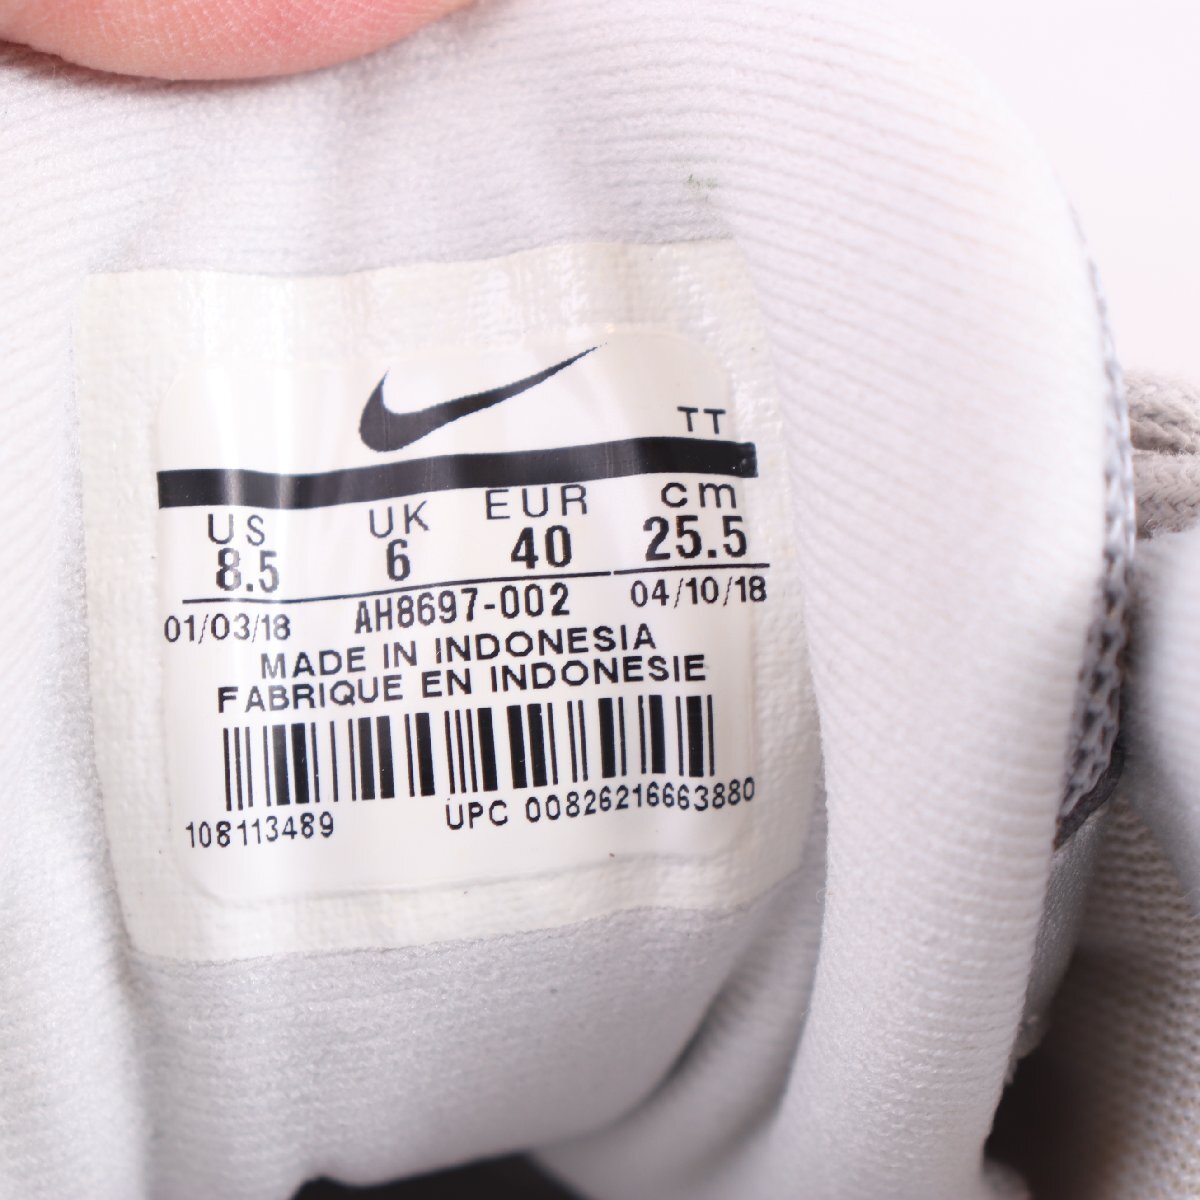 TT
US UK EUR cm
8.5 6 40 25.5
01/03/18 AH8697-002 04/10/18
MADE IN INDONESIA
FABRIQUE EN INDONESIE
108113489 UPC 00826216663880